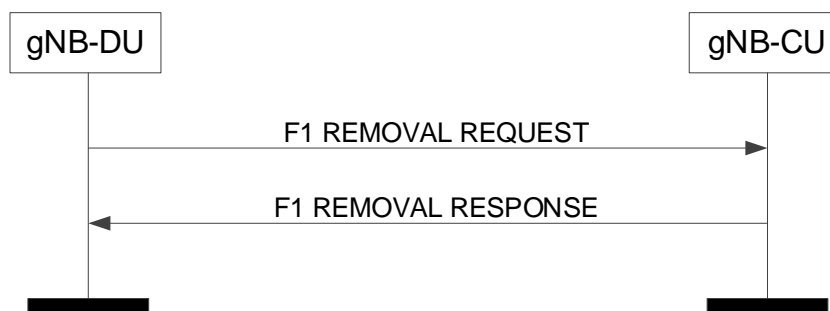 gNB-DU
gNB-CU
F1 REMOVAL REQUEST
F1 REMOVAL RESPONSE